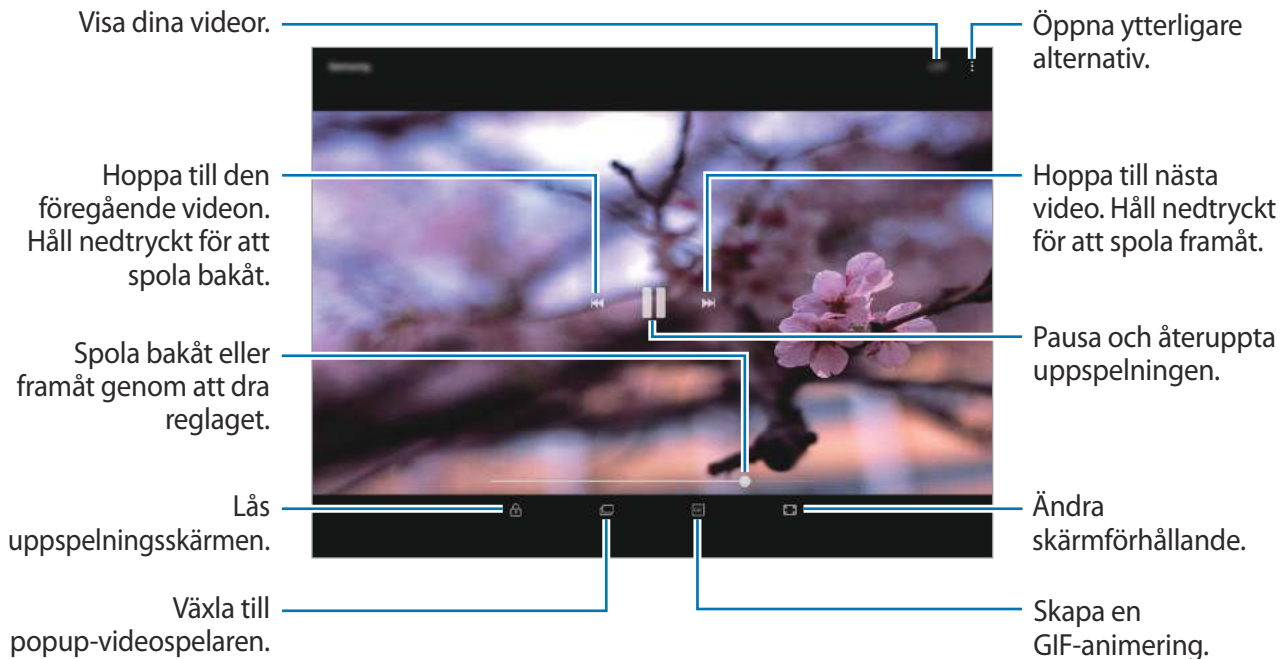 Visa dina videor.
Öppna ytterligare
alternativ.
Hoppa till den
föregående videon.
Håll nedtryckt för att
spola bakåt.
Hoppa till nästa
video. Håll nedtryckt
för att spola framåt.
Spola bakåt eller
framåt genom att dra
reglaget.
Pausa och återuppta
uppspelningen.
Lås
uppspelningsskärmen.
Ändra
skärmförhållande.
Växla till
popup-videospelaren.
Skapa en
GIF-animering.